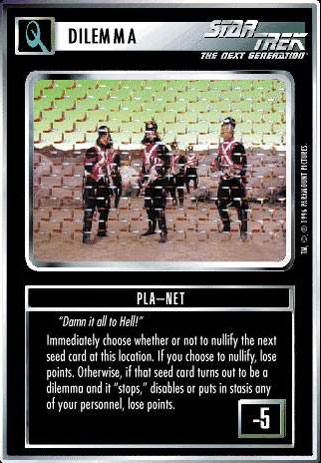 DILEMMA
STAR TREK
THE NEXT GENERATION
TM, ©, ® 1996 PARAMOUNT PICTURES.
PLA–NET
"Damn it all to Hell!"
Immediately choose whether or not to nullify the next
seed card at this location. If you choose to nullify, lose
points. Otherwise, if that seed card turns out to be a
dilemma and it "stops," disables or puts in stasis any
of your personnel, lose points.
-5